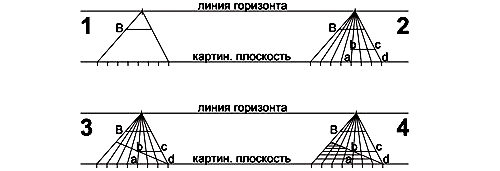 линия горизонта
1 B B b c 2
картин. плоскость a d
линия горизонта
3 B b c B b c 4
a d картин. плоскость a d